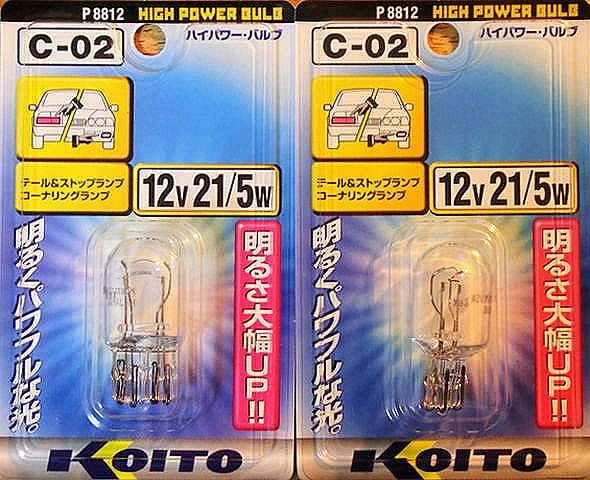 P8812 HIGH POWER BULB
C-02
ハイパワー・バルブ
テール&ストップランプ
コーナリングランプ
12V 21/5W
明るくパワフルな光。
明るさ大幅UP!!
KOITO
P8812 HIGH POWER BULB
C-02
ハイパワー・バルブ
テール&ストップランプ
コーナリングランプ
12V 21/5W
明るくパワフルな光。
明るさ大幅UP!!
KOITO